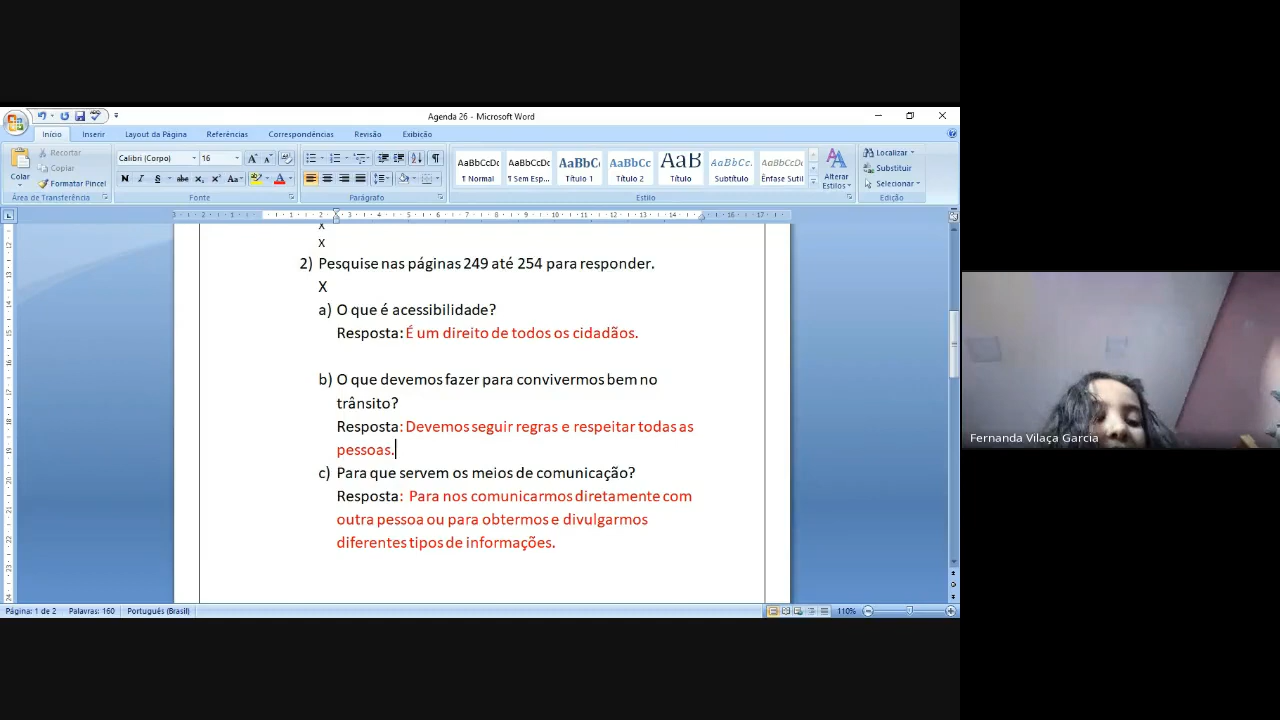 Agenda 26 - Microsoft Word
Início Inserir Layout da Página Referências Correspondências Revisão Exibição
Colar
Recortar
Copiar
Formatar Pincel
Área de Transferência
Calibri (Corpo) 16
N I S abe X₂ X² Aa
Fonte
Parágrafo
AaBbCcDc AaBbCcDc AaBbC AaBbCc AaB AaBbCc. AaBbCcDc
¶ Normal ¶ Sem Esp... Título 1 Título 2 Título Subtítulo Ênfase Sutil
Alterar Estilos
Estilo
Localizar
Substituir
Selecionar
Edição
x
x
2) Pesquise nas páginas 249 até 254 para responder.
X
a) O que é acessibilidade?
Resposta: É um direito de todos os cidadãos.
b) O que devemos fazer para convivermos bem no
trânsito?
Resposta: Devemos seguir regras e respeitar todas as
pessoas.
c) Para que servem os meios de comunicação?
Resposta: Para nos comunicarmos diretamente com
outra pessoa ou para obtermos e divulgarmos
diferentes tipos de informações.
Página: 1 de 2 Palavras: 160 Português (Brasil) 110%
Fernanda Vilaça Garcia